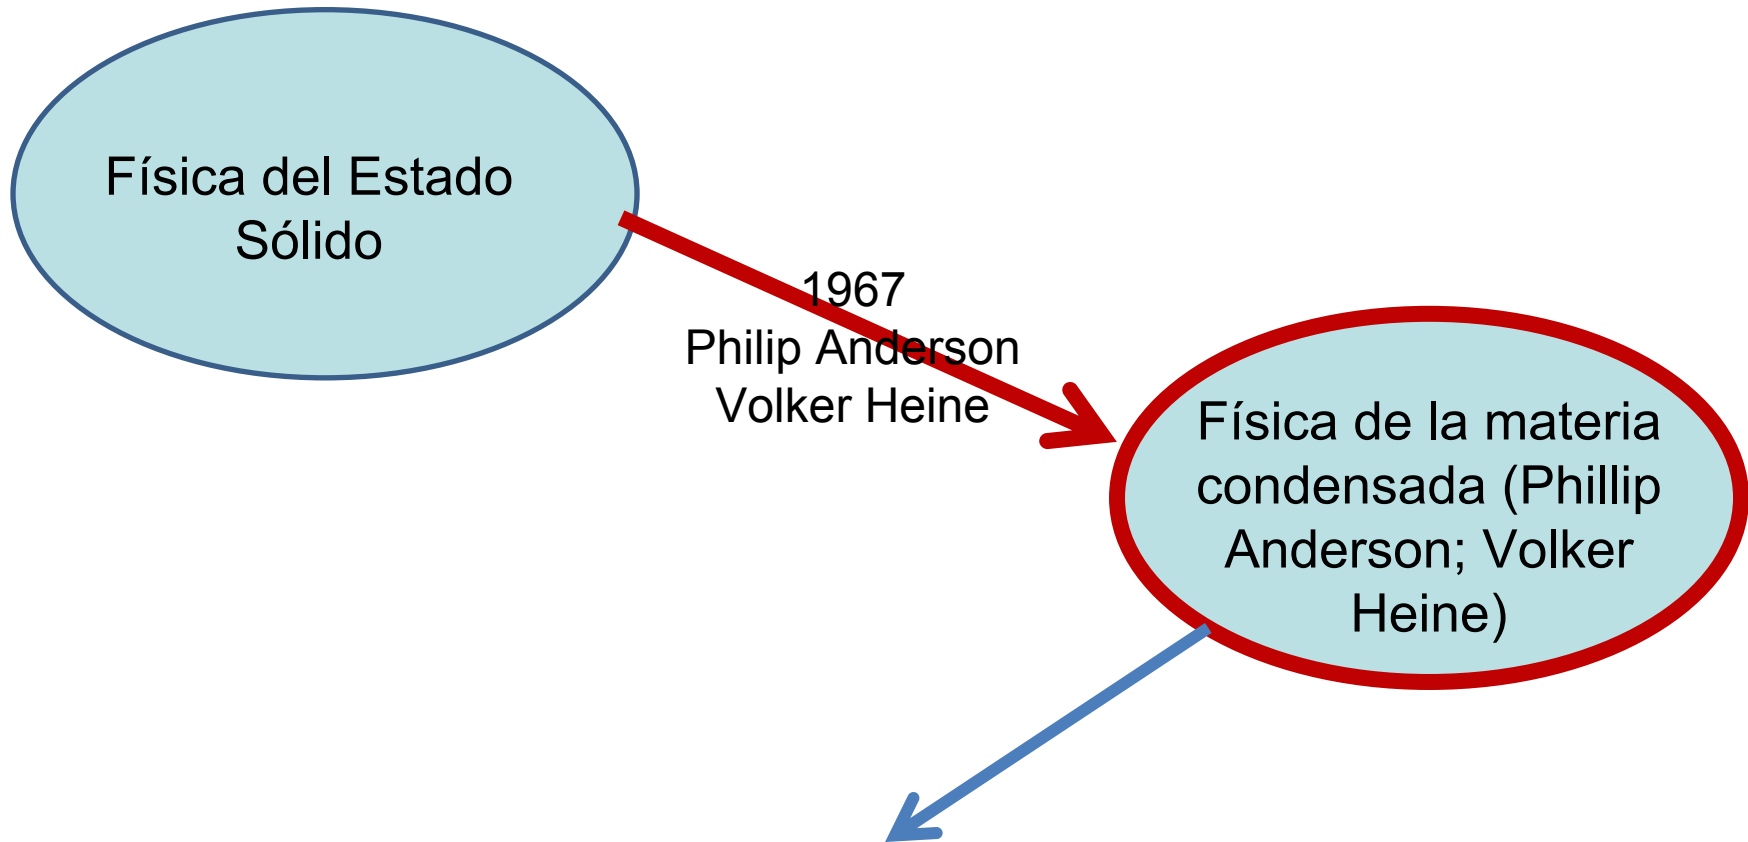 Física del Estado
Sólido
1967
Philip Anderson
Volker Heine
Física de la materia
condensada (Phillip
Anderson; Volker
Heine)